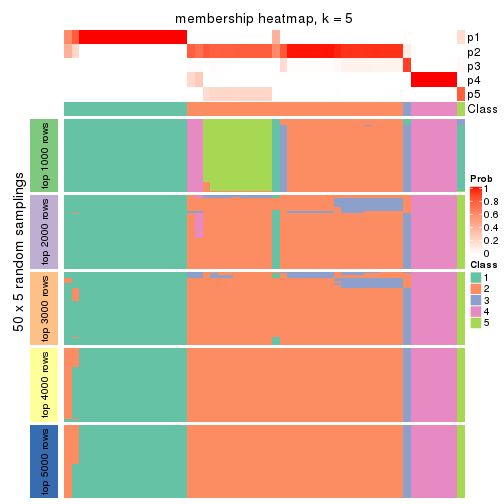 membership heatmap, k = 5
p1
p2
p3
p4
p5
Class
50 x 5 random samplings
top 1000 rows
top 2000 rows
top 3000 rows
top 4000 rows
top 5000 rows
Prob
1
0.8
0.6
0.4
0.2
0
Class
1
2
3
4
5